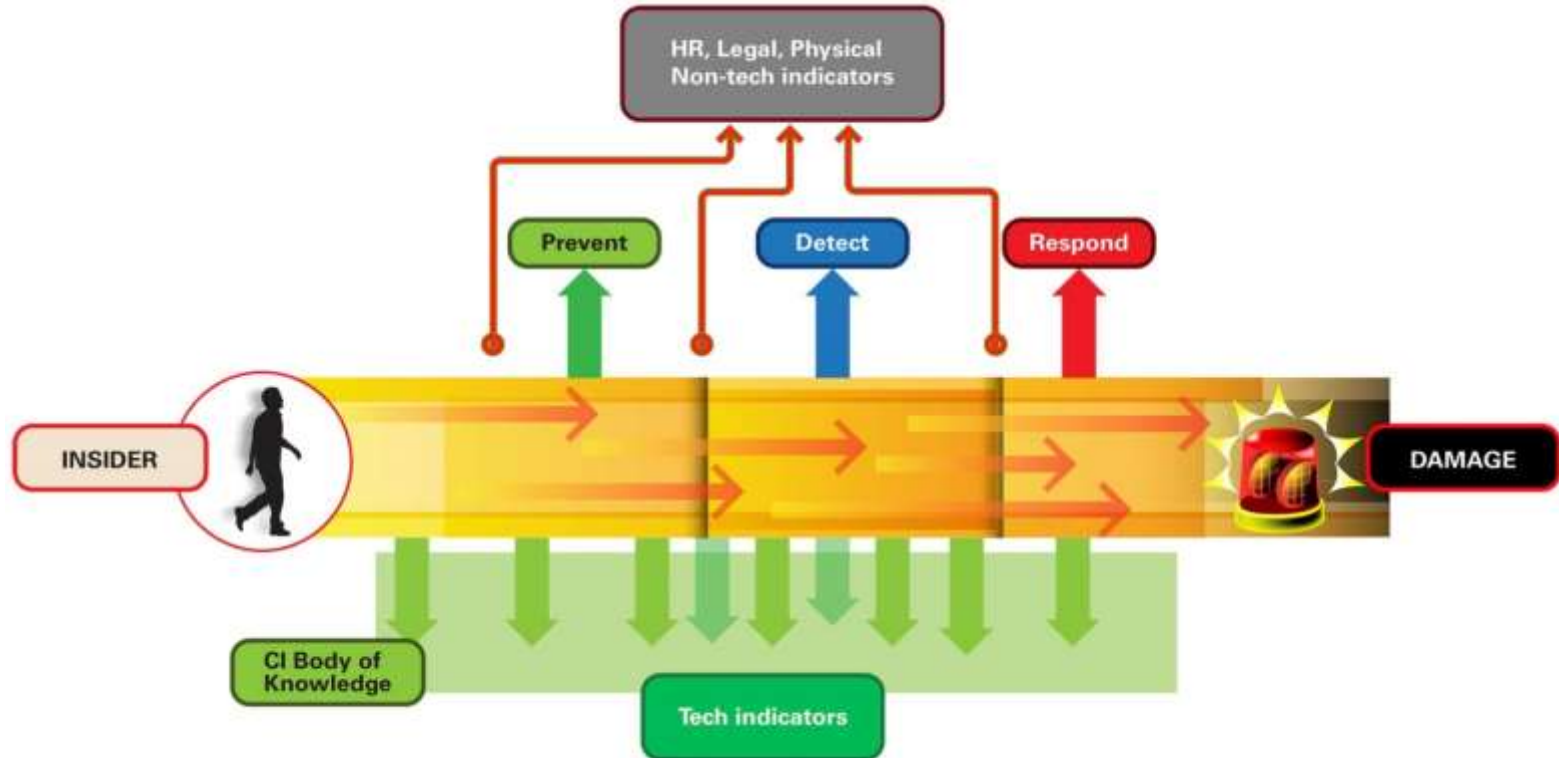 HR, Legal, Physical
Non-tech indicators
Prevent
Detect
Respond
INSIDER
DAMAGE
CI Body of
Knowledge
Tech indicators